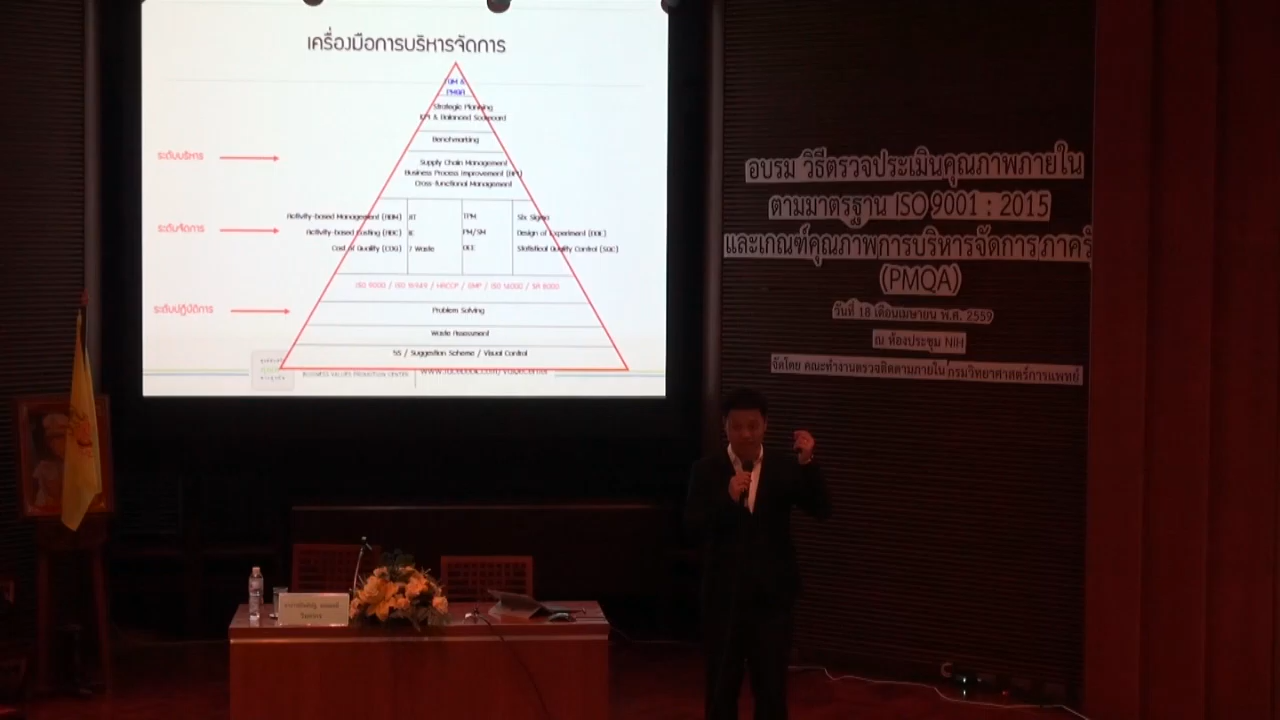 เครื่องมือการบริหารจัดการ
TQM &
PMQA
Strategic Planning
KPI & Balanced Scorecard
Benchmarking
ระดับบริหาร
Supply Chain Management
Business Process Improvement (BPI)
Cross-functional Management
Activity-based Management (ABM) JIT TPM Six Sigma
ระดับจัดการ
Activity-based Costing (ABC) IE PM/5M Design of Experiment (DOE)
Cost of Quality (COQ) 7 Waste OEE Statistical Quality Control (SQC)
ISO 9000 / ISO 16949 / HACCP / GMP / ISO 14000 / SA 8000
ระดับปฏิบัติการ
Problem Solving
Waste Assessment
5S / Suggestion Scheme / Visual Control
BUSINESS VALUES PROMOTION CENTER
อบรม วิธีตรวจประเมินคุณภาพภายใน
ตามมาตรฐาน ISO 9001 : 2015
และเกณฑ์คุณภาพการบริหารจัดการภาครั
(PMQA)
วันที่ 18 เดือนเมษายน พ.ศ. 2559
ณ ห้องประชุม NIH
จัดโดย คณะทำงานตรวจติดตามภายใน กรมวิทยาศาสตร์การแพทย์
วิทยากร